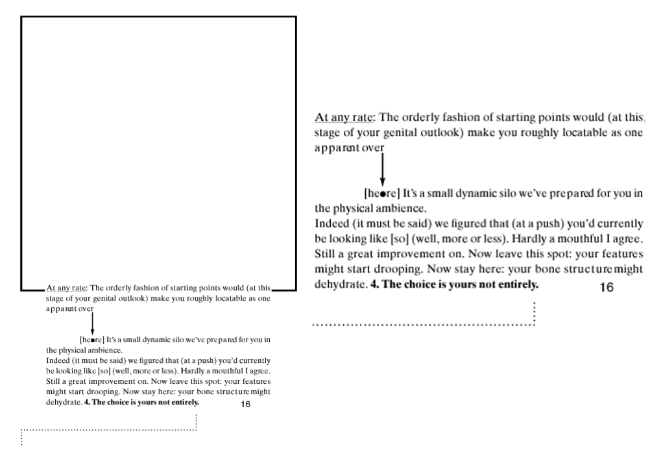 At any rate: The orderly fashion of starting points would (at this
stage of your genital outlook) make you roughly locatable as one
apparent over
[he●re] It's a small dynamic silo we've prepared for you in
the physical ambience.
Indeed (it must be said) we figured that (at a push) you'd currently
be looking like [so] (well, more or less). Hardly a mouthful I agree.
Still a great improvement on. Now leave this spot: your features
might start drooping. Now stay here: your bone structure might
dehydrate. 4. The choice is yours not entirely.
16
At any rate: The orderly fashion of starting points would (at this,
stage of your genital outlook) make you roughly locatable as one
apparent over
[he●re] It's a small dynamic silo we've prepared for you in
the physical ambience.
Indeed (it must be said) we figured that (at a push) you'd currently
be looking like [so] (well, more or less). Hardly a mouthful I agree.
Still a great improvement on. Now leave this spot: your features
might start drooping. Now stay here: your bone structure might
dehydrate. 4. The choice is yours not entirely.
16